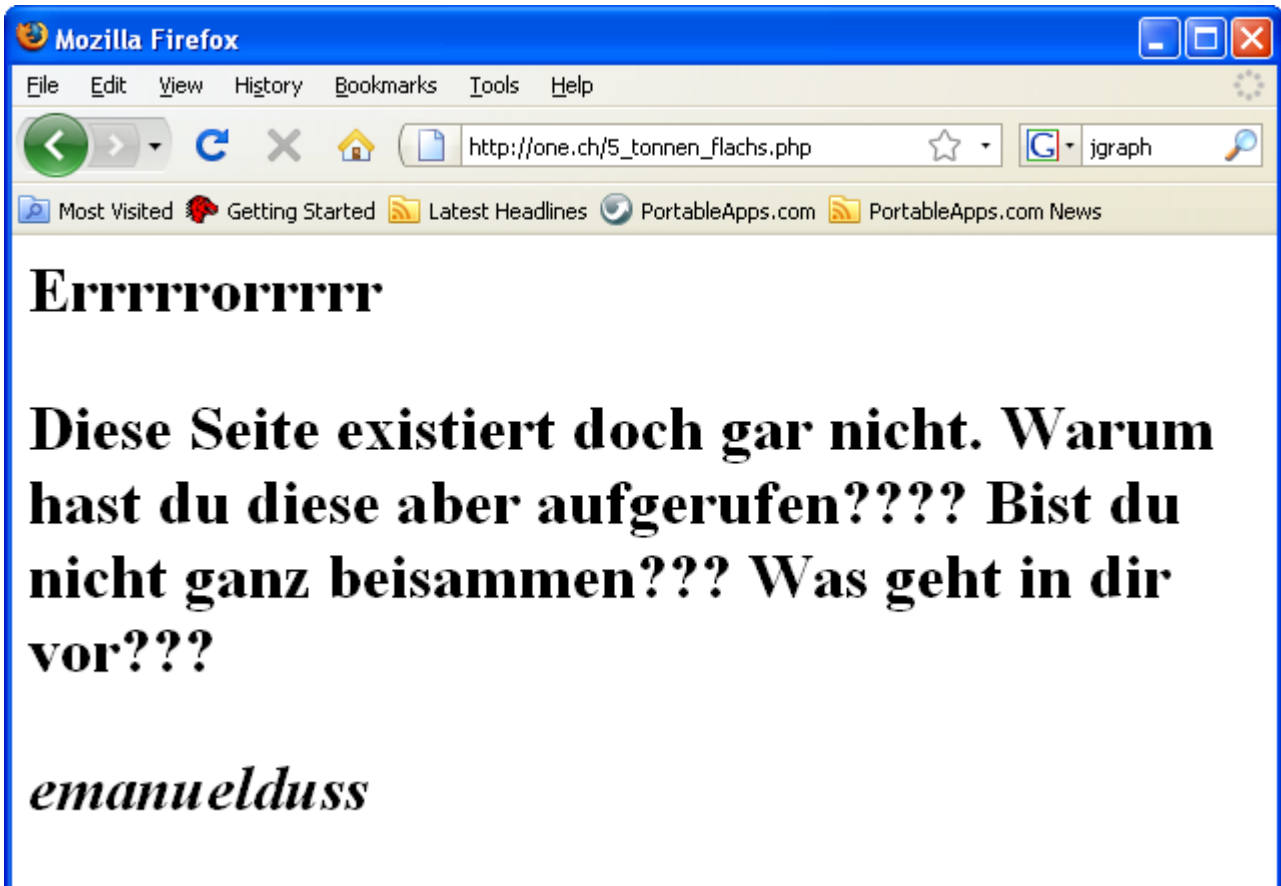 Mozilla Firefox
File Edit View History Bookmarks Tools Help
http://one.ch/5_tonnen_flachs.php G jgraph
Most Visited Getting Started Latest Headlines PortableApps.com PortableApps.com News
Errrrrorrrrr
Diese Seite existiert doch gar nicht. Warum
hast du diese aber aufgerufen???? Bist du
nicht ganz beisammen??? Was geht in dir
vor???
emanuelduss